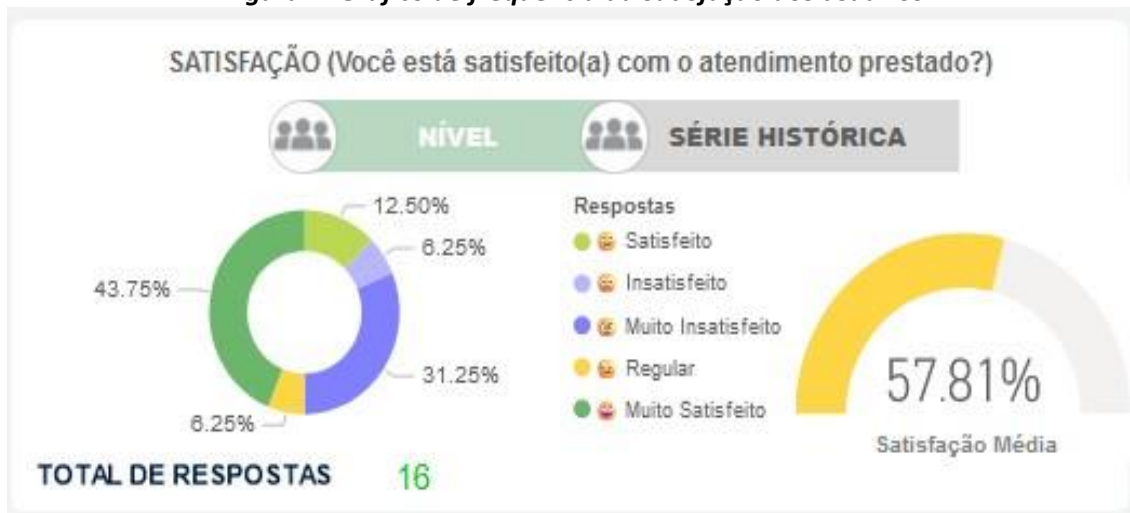 SATISFAÇÃO (Você está satisfeito(a) com o atendimento prestado?)
NÍVEL
SÉRIE HISTÓRICA
12.50%
6.25%
43.75%
31.25%
6.25%
Respostas
Satisfeito
Insatisfeito
Muito Insatisfeito
Regular
Muito Satisfeito
57.81%
Satisfação Média
TOTAL DE RESPOSTAS 16